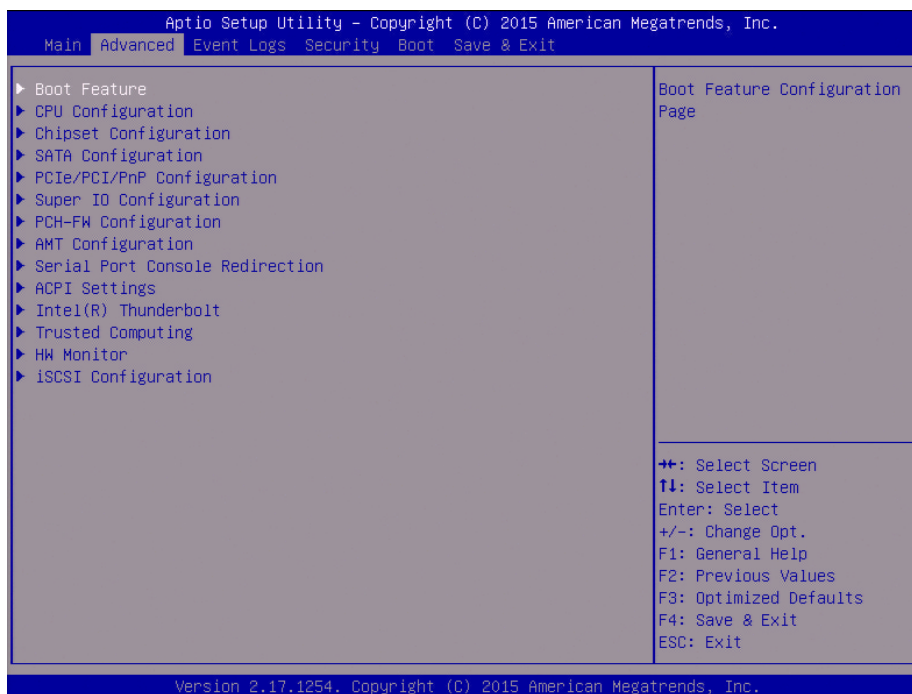 Aptio Setup Utility – Copyright (C) 2015 American Megatrends, Inc.
Main Advanced Event Logs Security Boot Save & Exit
Boot Feature
CPU Configuration
Chipset Configuration
SATA Configuration
PCIe/PCI/PnP Configuration
Super IO Configuration
PCH-FW Configuration
AMT Configuration
Serial Port Console Redirection
ACPI Settings
Intel(R) Thunderbolt
Trusted Computing
HW Monitor
iSCSI Configuration
Boot Feature Configuration
Page
→←: Select Screen
↑↓: Select Item
Enter: Select
+/-: Change Opt.
F1: General Help
F2: Previous Values
F3: Optimized Defaults
F4: Save & Exit
ESC: Exit
Version 2.17.1254. Copyright (C) 2015 American Megatrends, Inc.